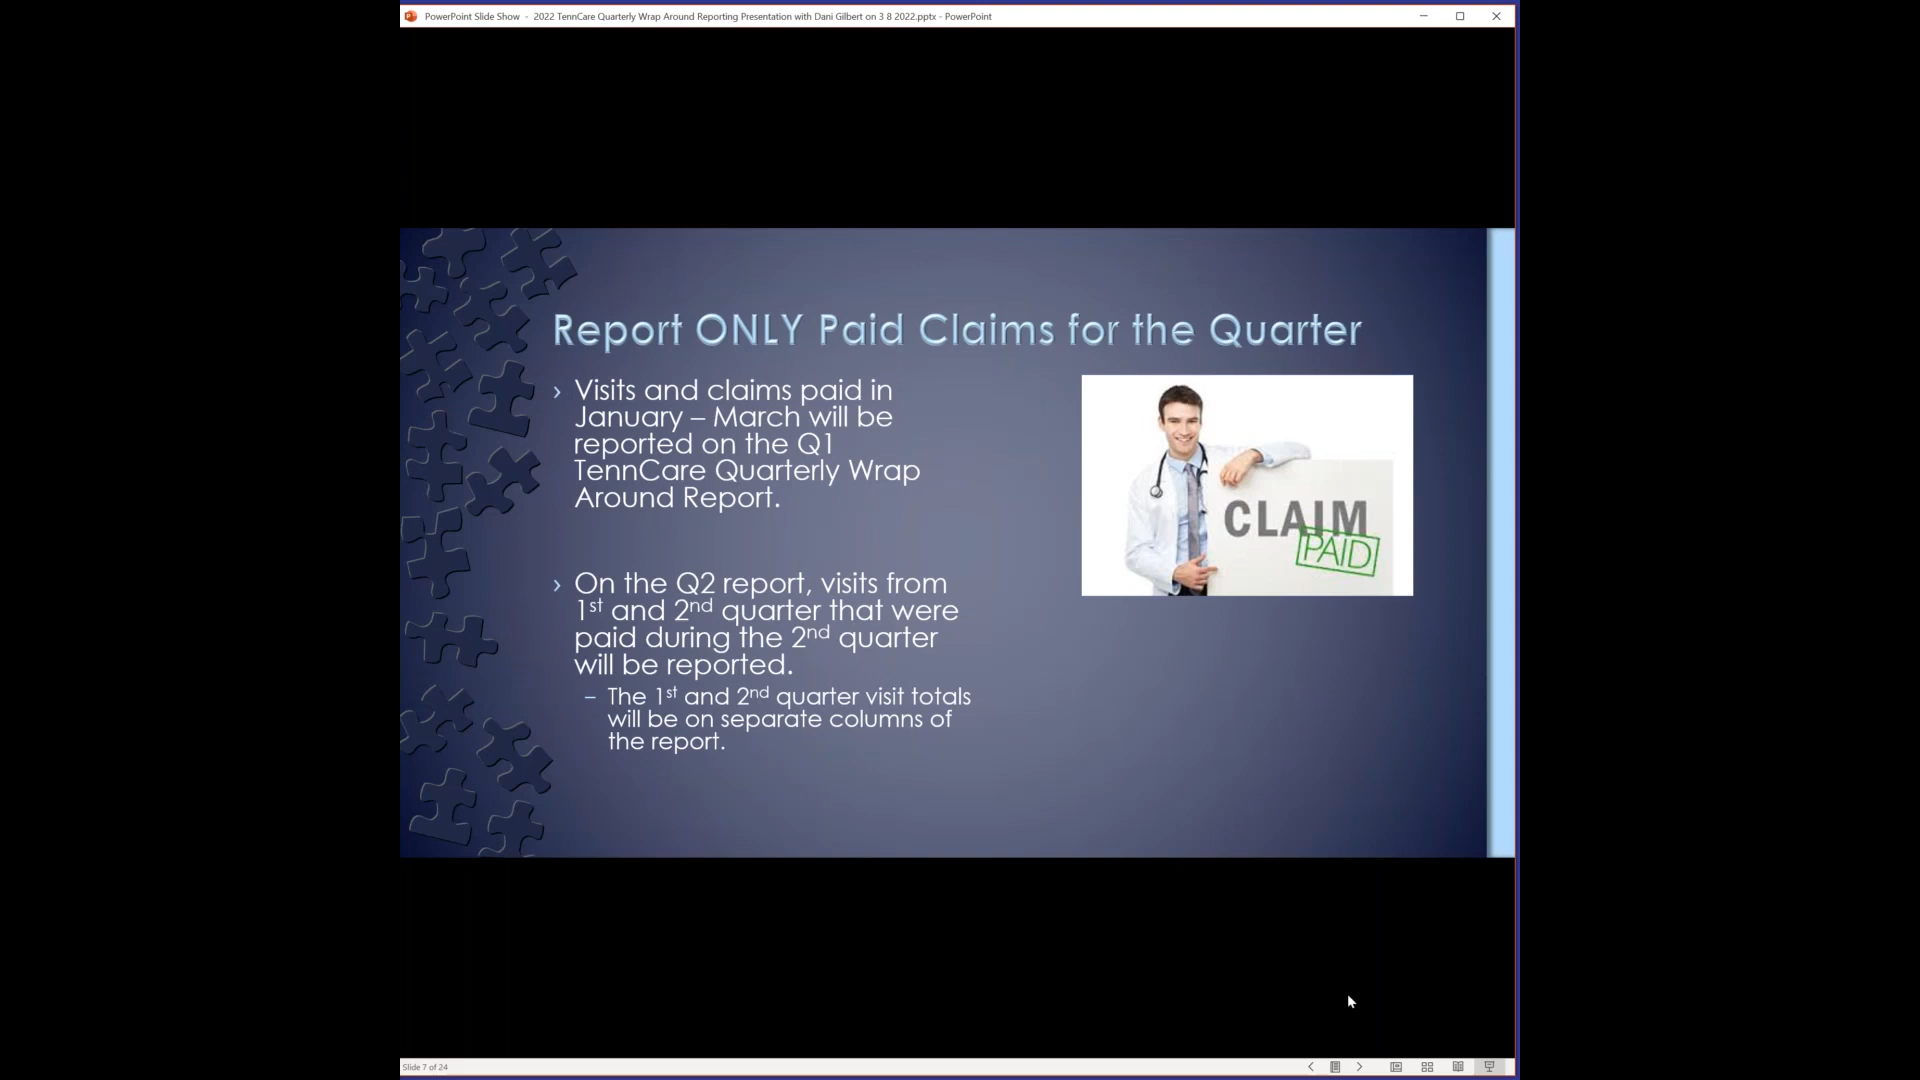 PowerPoint Slide Show - 2022 TennCare Quarterly Wrap Around Reporting Presentation with Dani Gilbert on 3 8 2022.pptx - PowerPoint
Report ONLY Paid Claims for the Quarter
› Visits and claims paid in
January – March will be
reported on the Q1
TennCare Quarterly Wrap
Around Report.
› On the Q2 report, visits from
1st and 2nd quarter that were
paid during the 2nd quarter
will be reported.
– The 1st and 2nd quarter visit totals
will be on separate columns of
the report.
CLAIM
PAID
Slide 7 of 24